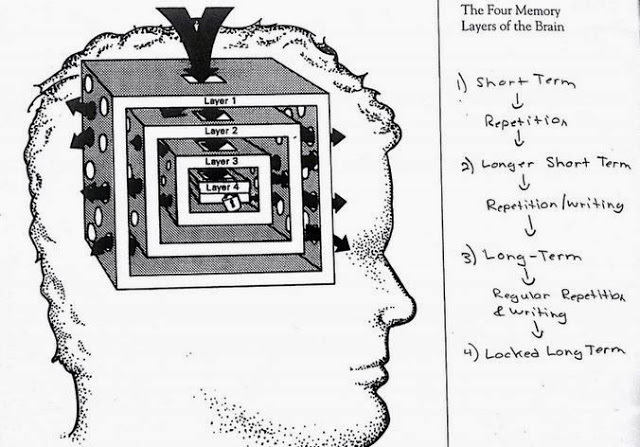 The Four Memory
Layers of the Brain
Layer 1
Layer 2
Layer 3
Layer 4
1) Short Term
Repetition
2) Longer Short Term
Repetition/writing
3) Long-Term
Regular Repetition
& writing
4) Locked Long Term